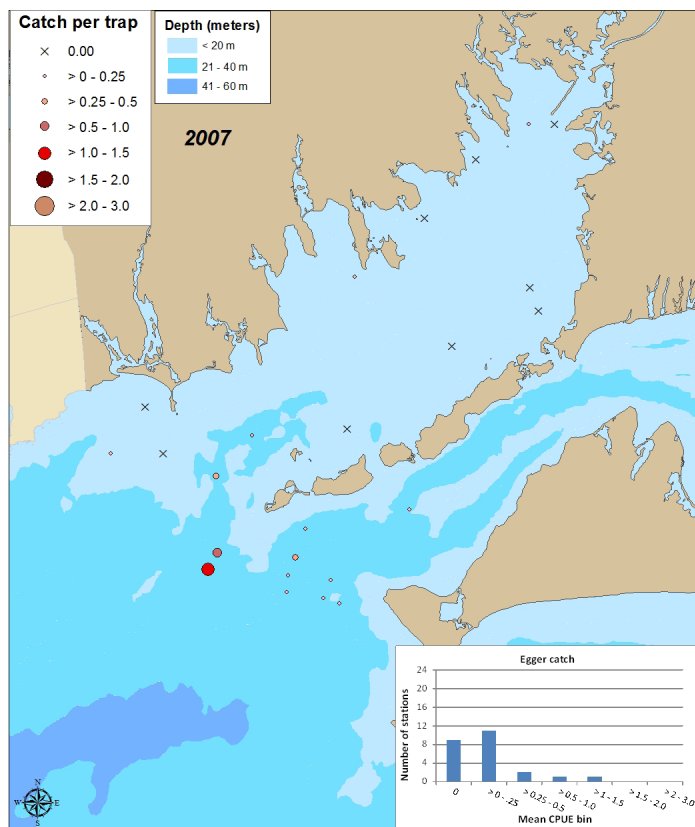 Catch per trap
0.00
> 0 - 0.25
> 0.25 - 0.5
> 0.5 - 1.0
> 1.0 - 1.5
> 1.5 - 2.0
> 2.0 - 3.0
Depth (meters)
< 20 m
21 - 40 m
41 - 60 m
2007
N
W E
S
Egger catch
Number of stations
24
20
16
12
8
4
0
0
> 0 - .25
> 0.25 - 0.5
> 0.5 - 1.0
> 1 - 1.5
> 1.5 - 2.0
> 2 - 3.0
Mean CPUE bin